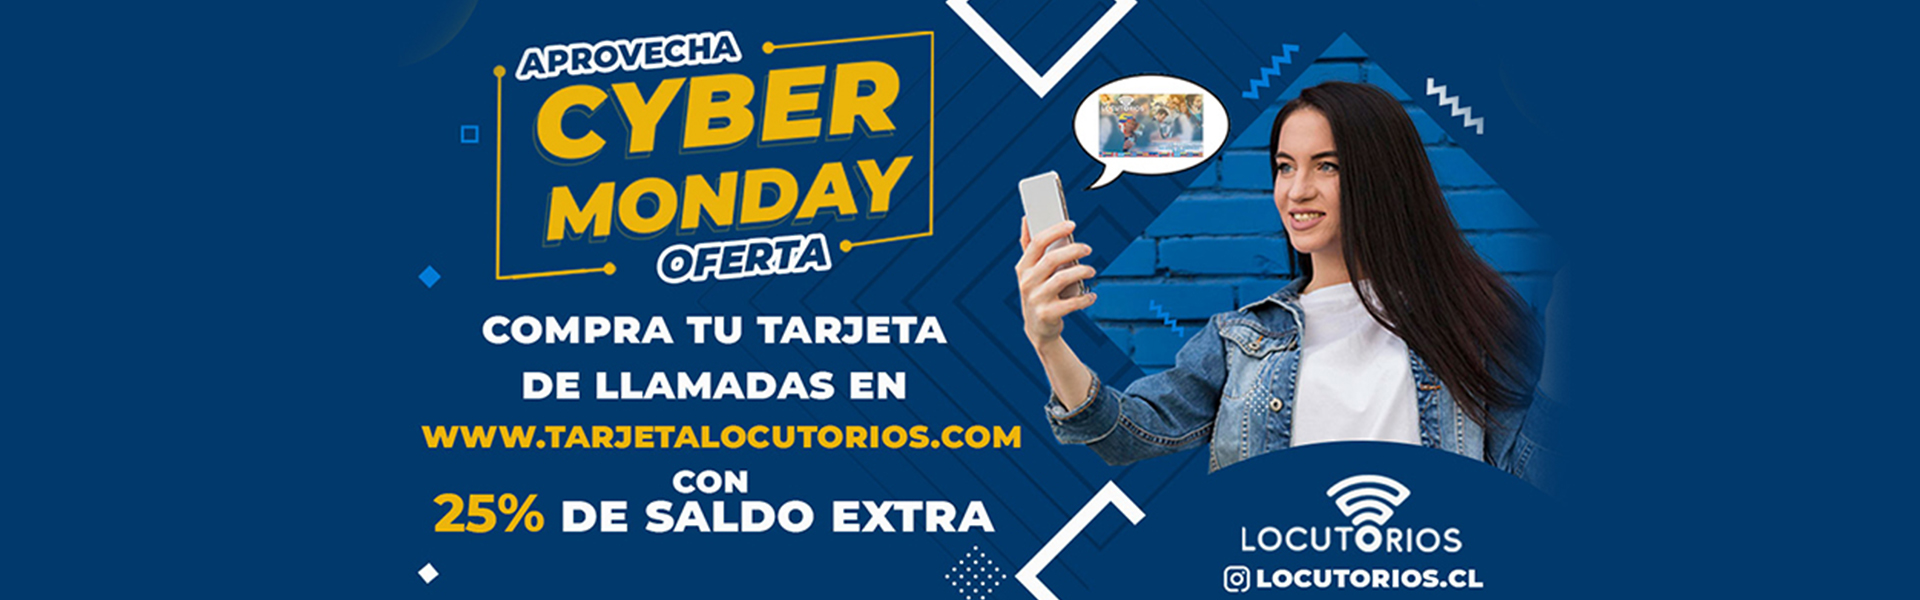 APROVECHA
CYBER
MONDAY
OFERTA
COMPRA TU TARJETA
DE LLAMADAS EN
WWW.TARJETALOCUTORIOS.COM
CON
25% DE SALDO EXTRA
LOCUTORIOS
LOCUTORIOS
LOCUTORIOS.CL